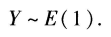 Y ~ E(1).